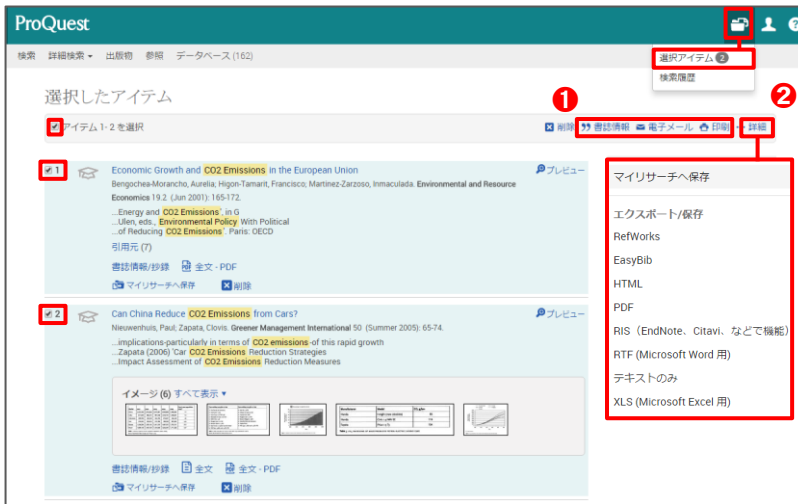 ProQuest
検索 詳細検索 出版物 参照 データベース (162)
選択アイテム 2
検索履歴
選択したアイテム
❶
❷
アイテム 1- 2 を選択
削除 書誌情報 電子メール 印刷 詳細
1
Economic Growth and CO2 Emissions in the European Union
プレビュー
Bengochea-Morancho, Aurelia; Higon-Tamarit, Francisco; Martinez-Zarzoso, Inmaculada. Environmental and Resource
Economics 19.2 (Jun 2001): 165-172.
...Energy and CO2 Emissions', in G
...Ulen, eds., Environmental Policy With Political
...of Reducing CO2 Emissions'. Paris: OECD
引用元 (7)
書誌情報/抄録 全文 - PDF
マイリサーチへ保存 削除
2
Can China Reduce CO2 Emissions from Cars?
プレビュー
Nieuwenhuis, Paul; Zapata, Clovis. Greener Management International 50 (Summer 2005): 65-74.
...implications-particularly in terms of CO2 emissions-of this rapid growth
...Zapata (2006) 'Car CO2 Emissions Reduction Strategies
...Impact Assessment of CO2 Emissions Reduction Measures
イメージ (6) すべて表示
書誌情報/抄録 全文 全文 - PDF
マイリサーチへ保存 削除
マイリサーチへ保存
エクスポート/保存
RefWorks
EasyBib
HTML
PDF
RIS（EndNote、Citavi、などで機能）
RTF (Microsoft Word 用)
テキストのみ
XLS (Microsoft Excel 用)